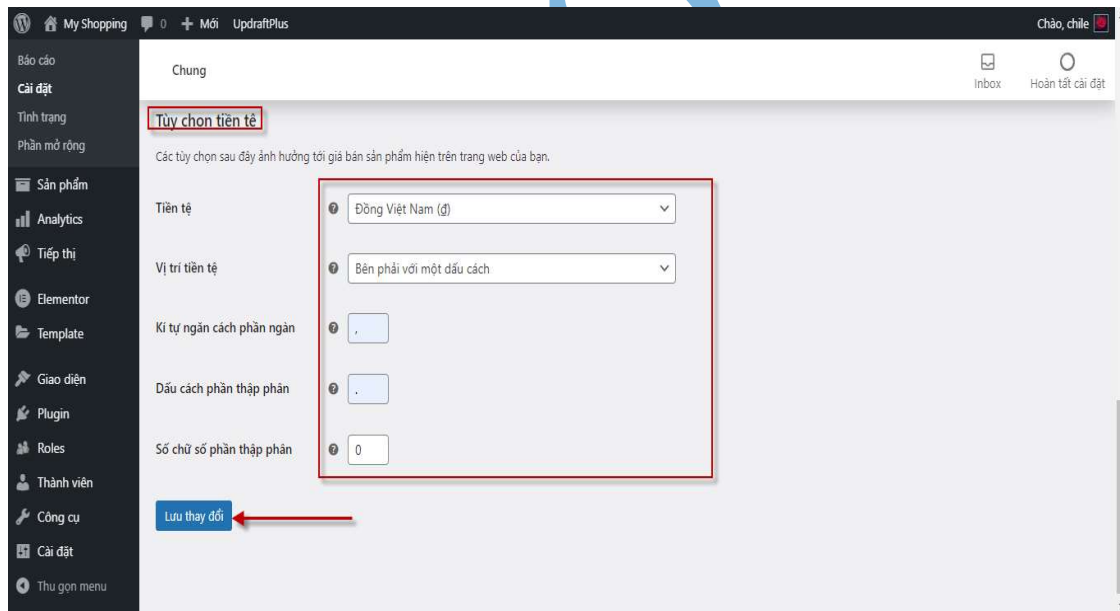 My Shopping 0 + Mới UpdraftPlus Chào, chile
Báo cáo
Cài đặt
Tình trạng
Phần mở rộng
Sản phẩm
Analytics
Tiếp thị
Elementor
Template
Giao diện
Plugin
Roles
Thành viên
Công cụ
Cài đặt
Thu gọn menu
Chung
Inbox
Hoàn tất cài đặt
Tùy chọn tiền tệ
Các tùy chọn sau đây ảnh hưởng tới giá bán sản phẩm hiện trên trang web của bạn.
Tiền tệ Đồng Việt Nam (₫)
Vị trí tiền tệ Bên phải với một dấu cách
Kí tự ngăn cách phần ngàn ,
Dấu cách phần thập phân .
Số chữ số phần thập phân 0
Lưu thay đổi